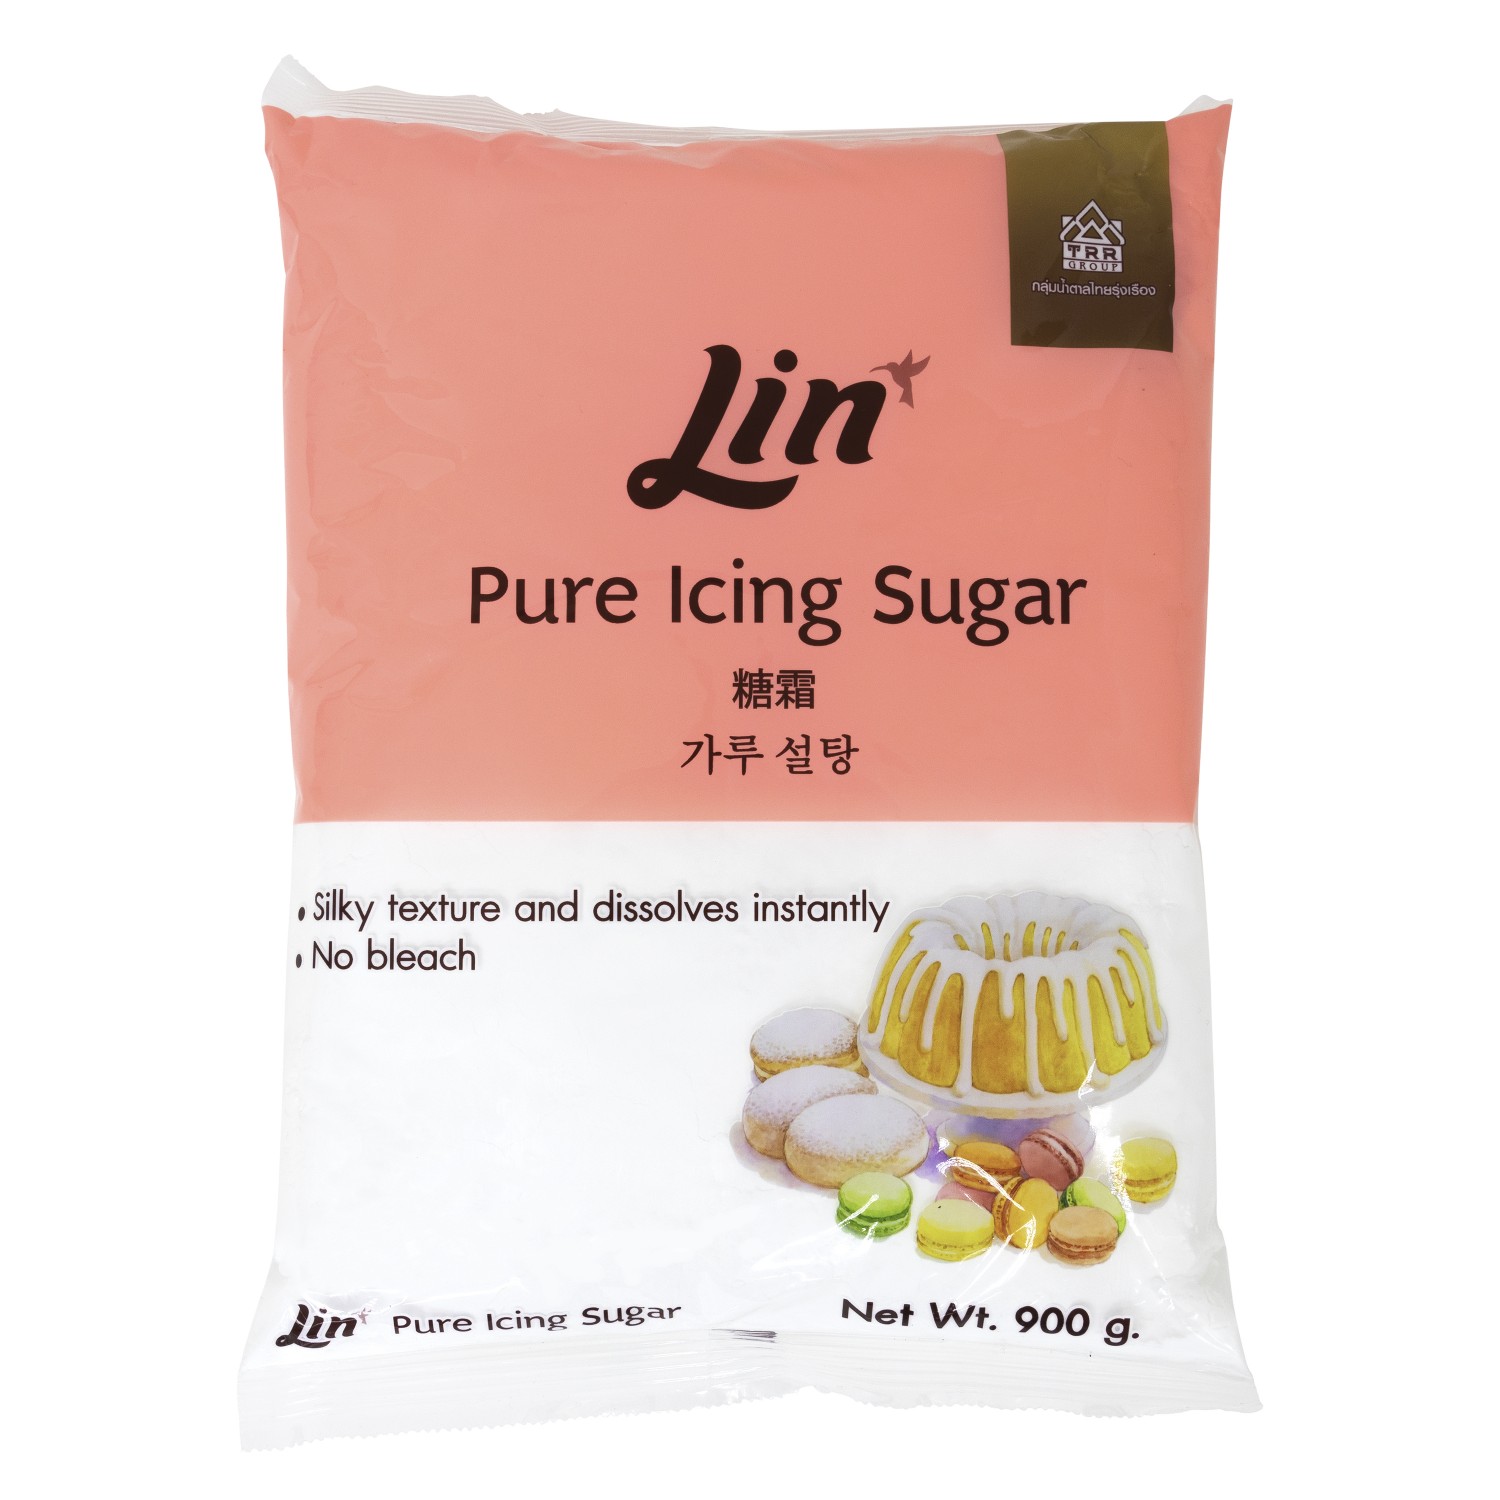 TRR
GROUP
กลุ่มน้ำตาลไทยรุ่งเรือง
Lin
Pure Icing Sugar
糖霜
가루 설탕
• Silky texture and dissolves instantly
• No bleach
Lin Pure Icing Sugar
Net Wt. 900 g.